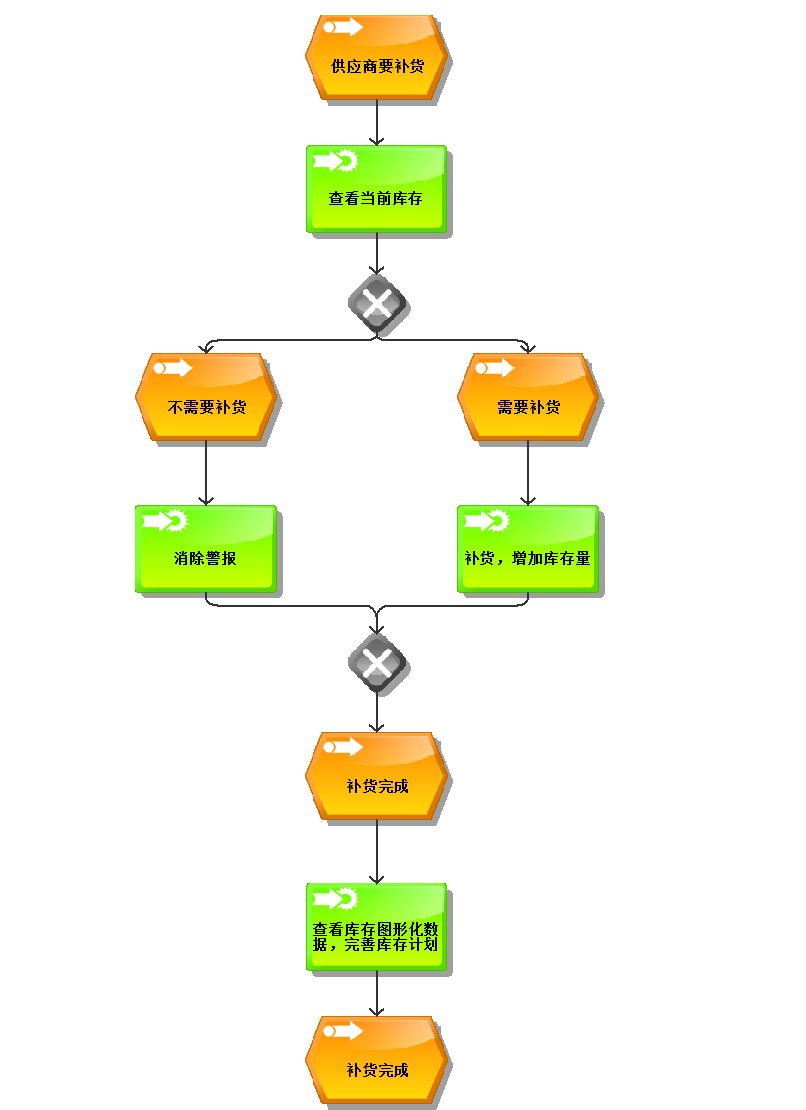 供应商要补货
查看当前库存
不需要补货
需要补货
消除警报
补货，增加库存量
补货完成
查看库存图形化数
据，完善库存计划
补货完成